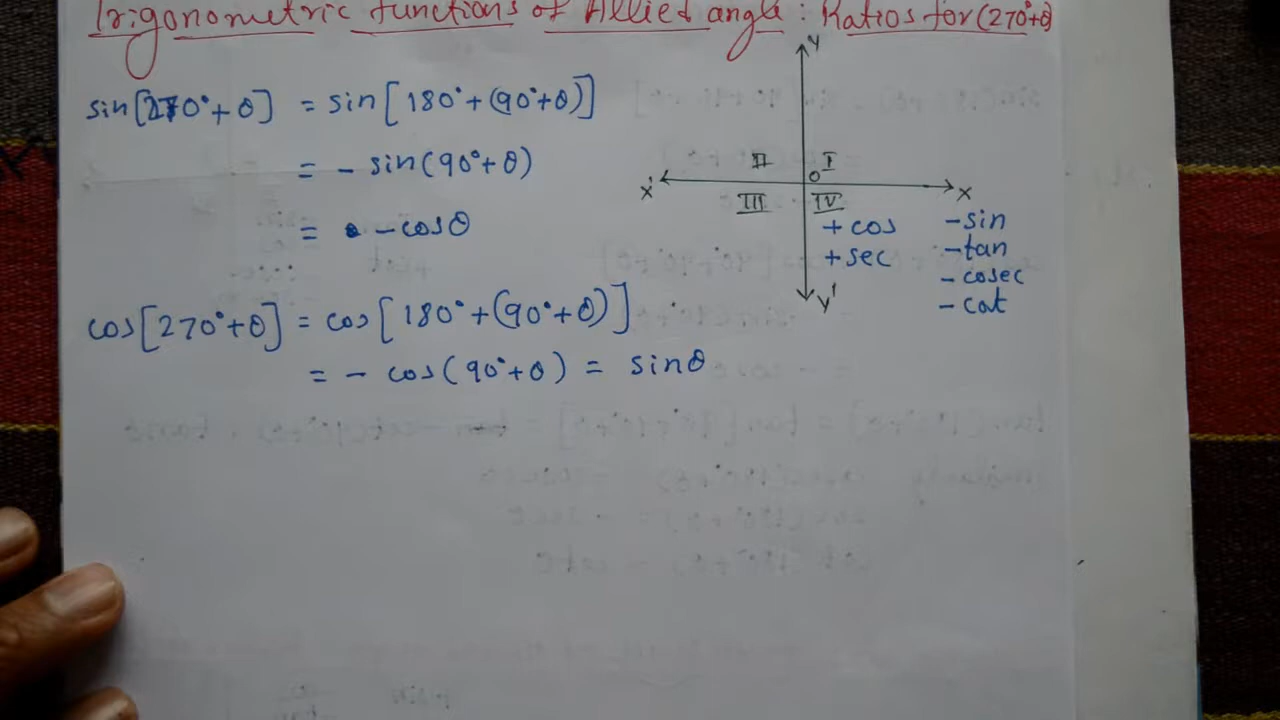 Trigonometric functions of Allied angle : Ratios for (270°+θ)
sin[270°+θ] = sin[180°+(90°+θ)]
= - sin(90°+θ)
= -cosθ
cos[270°+θ] = cos[180°+(90°+θ)]
= - cos(90°+θ) = sinθ
Y
II I
X' O X
III IV
+cos -sin
+sec -tan
-cosec
-cot
Y'